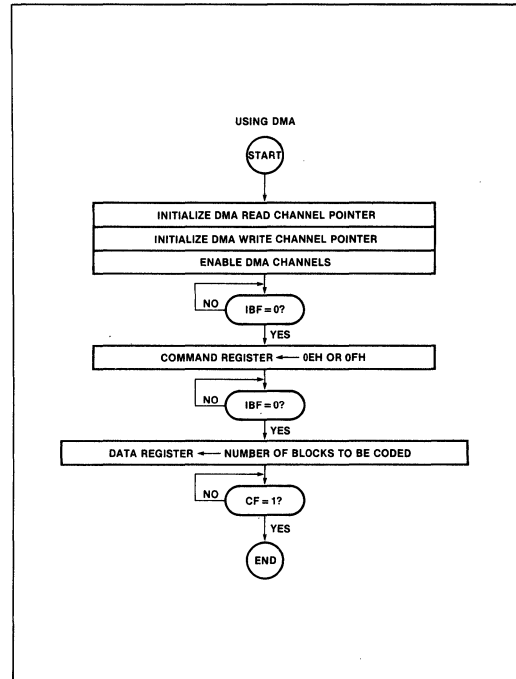 USING DMA
START
INITIALIZE DMA READ CHANNEL POINTER
INITIALIZE DMA WRITE CHANNEL POINTER
ENABLE DMA CHANNELS
NO
IBF = 0?
YES
COMMAND REGISTER ← 0EH OR 0FH
NO
IBF = 0?
YES
DATA REGISTER ← NUMBER OF BLOCKS TO BE CODED
NO
CF = 1?
YES
END